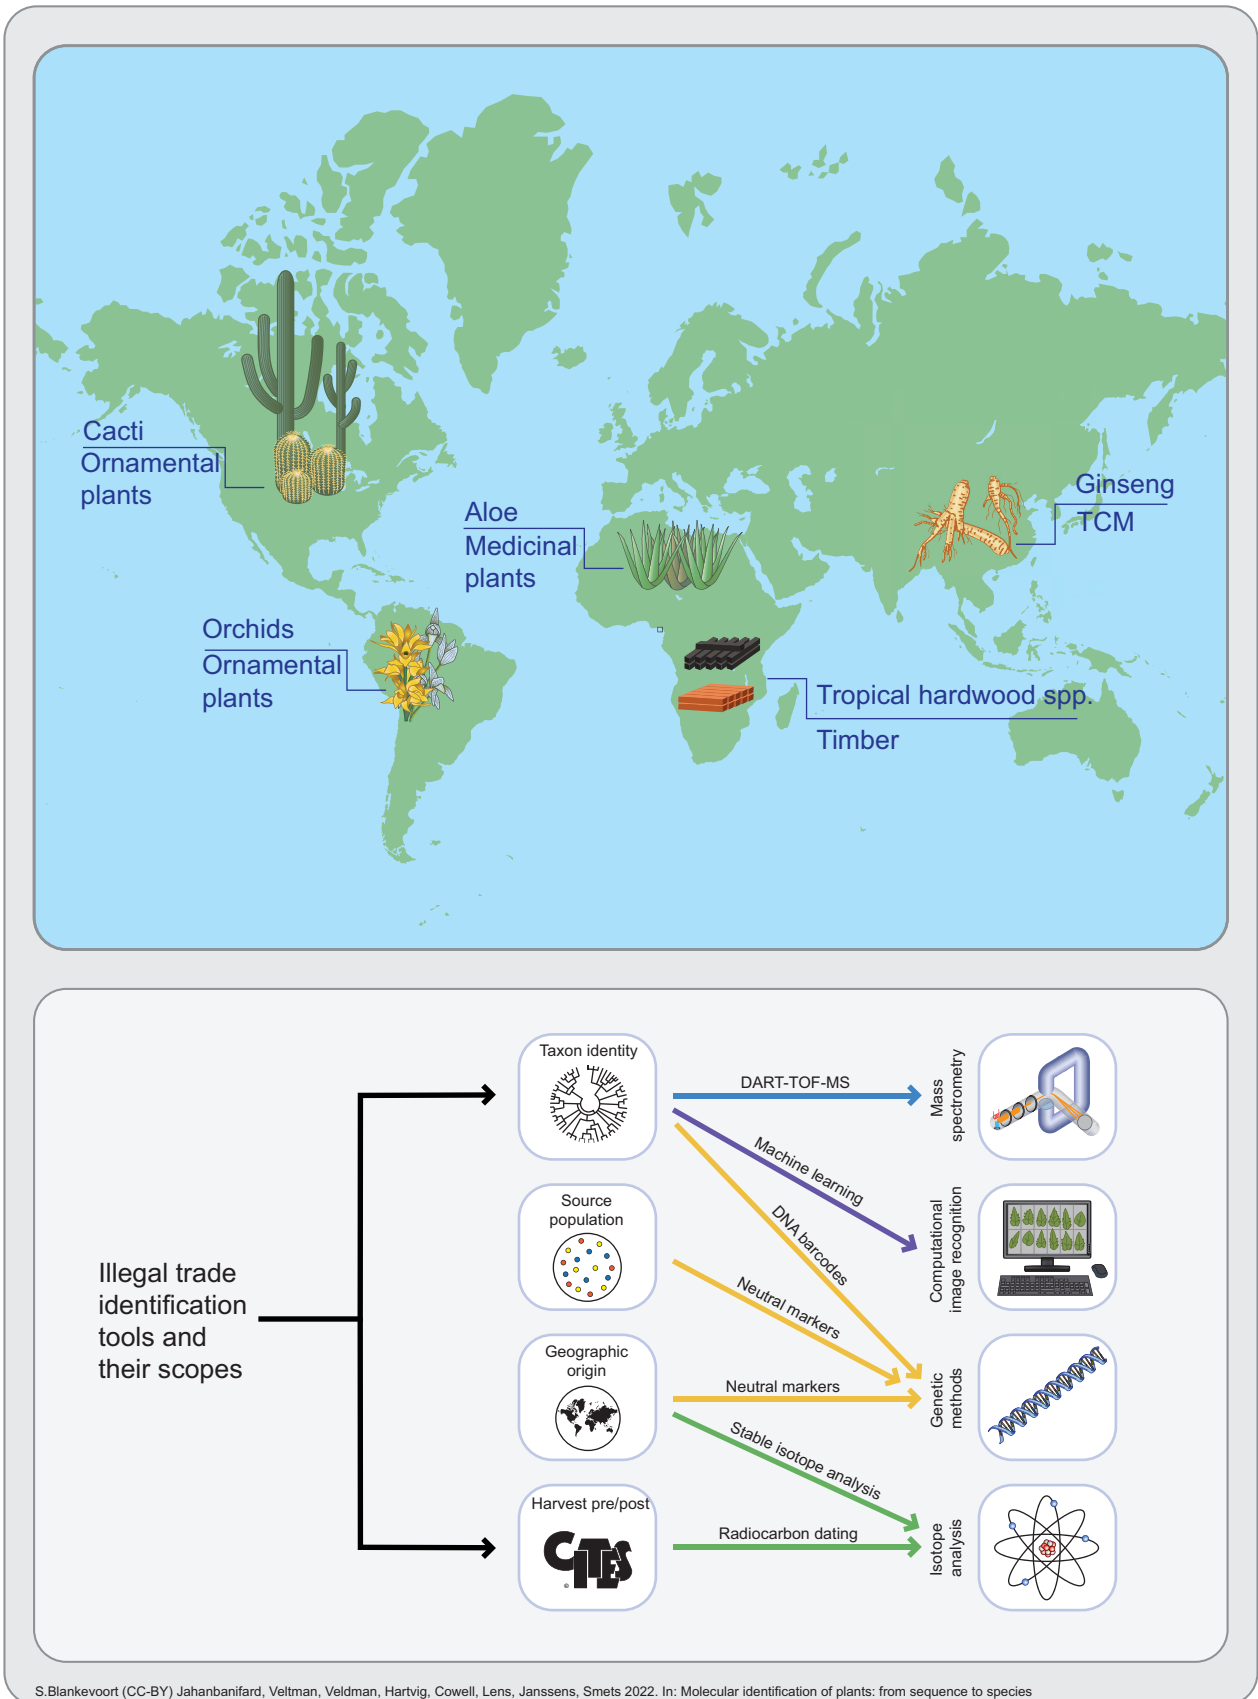 Cacti
Ornamental
plants
Aloe
Medicinal
plants
Ginseng
TCM
Orchids
Ornamental
plants
Tropical hardwood spp.
Timber
Illegal trade
identification
tools and
their scopes
Taxon identity
Source
population
Geographic
origin
Harvest pre/post
©
CITES
DART-TOF-MS
Machine learning
DNA barcodes
Neutral markers
Neutral markers
Stable isotope analysis
Radiocarbon dating
Mass
spectrometry
Computational
image recognition
Genetic
methods
Isotope
analysis
S.Blankevoort (CC-BY) Jahanbanifard, Veltman, Veldman, Hartvig, Cowell, Lens, Janssens, Smets 2022. In: Molecular identification of plants: from sequence to species